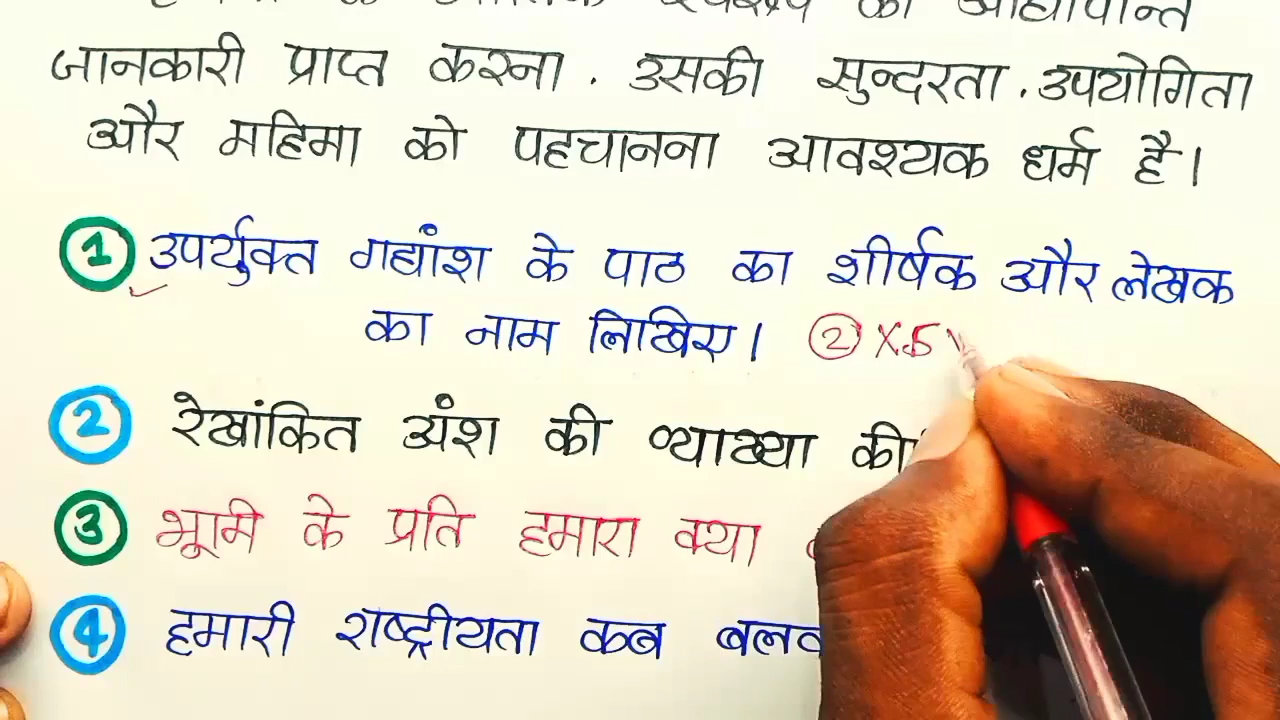 जानकारी प्राप्त करना . उसकी सुन्दरता . उपयोगिता
और महिमा को पहचानना आवश्यक धर्म है।
1 उपर्युक्त गद्यांश के पाठ का शीर्षक और लेखक
का नाम लिखिए। 2 X5
2 रेखांकित अंश की व्याख्या
3 भूमि के प्रति हमारा क्या
4 हमारी राष्ट्रीयता कब